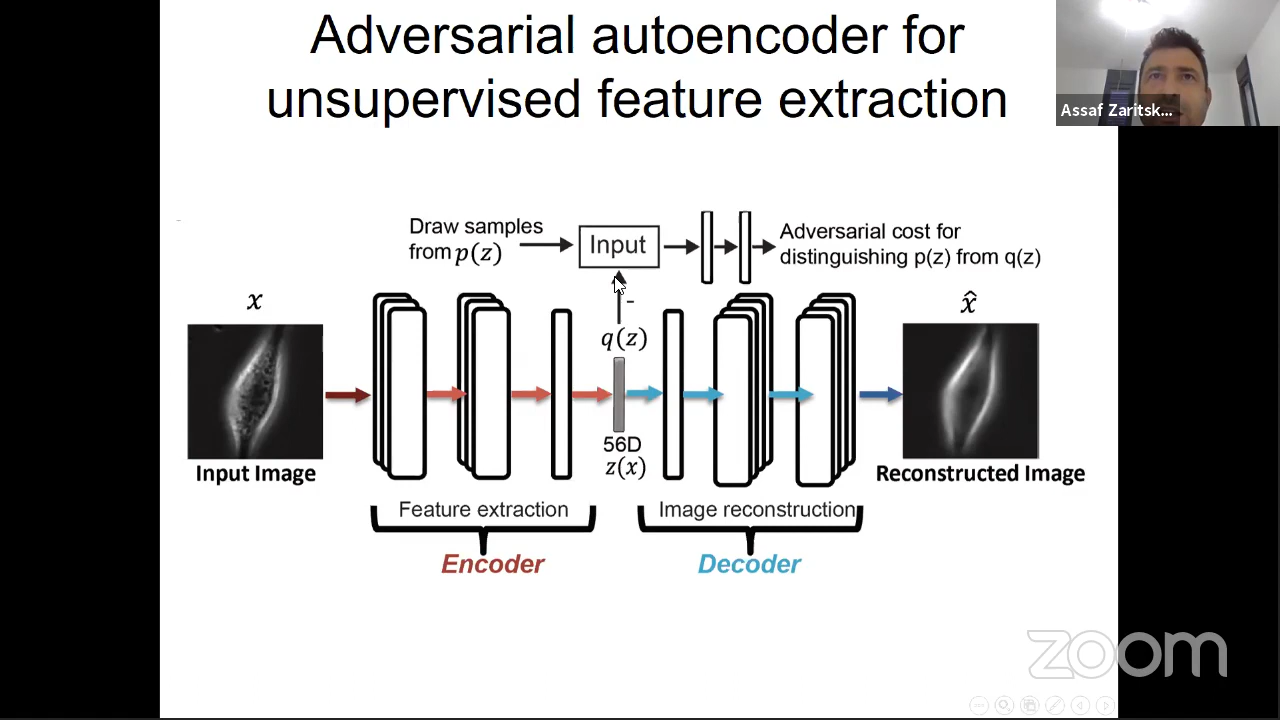 Adversarial autoencoder for
unsupervised feature extraction
Assaf Zaritsk...
Draw samples
from p(z)
Input
Adversarial cost for
distinguishing p(z) from q(z)
x
-
q(z)
x̂
56D
z(x)
Input Image
Reconstructed Image
Feature extraction
Image reconstruction
Encoder
Decoder
zoom